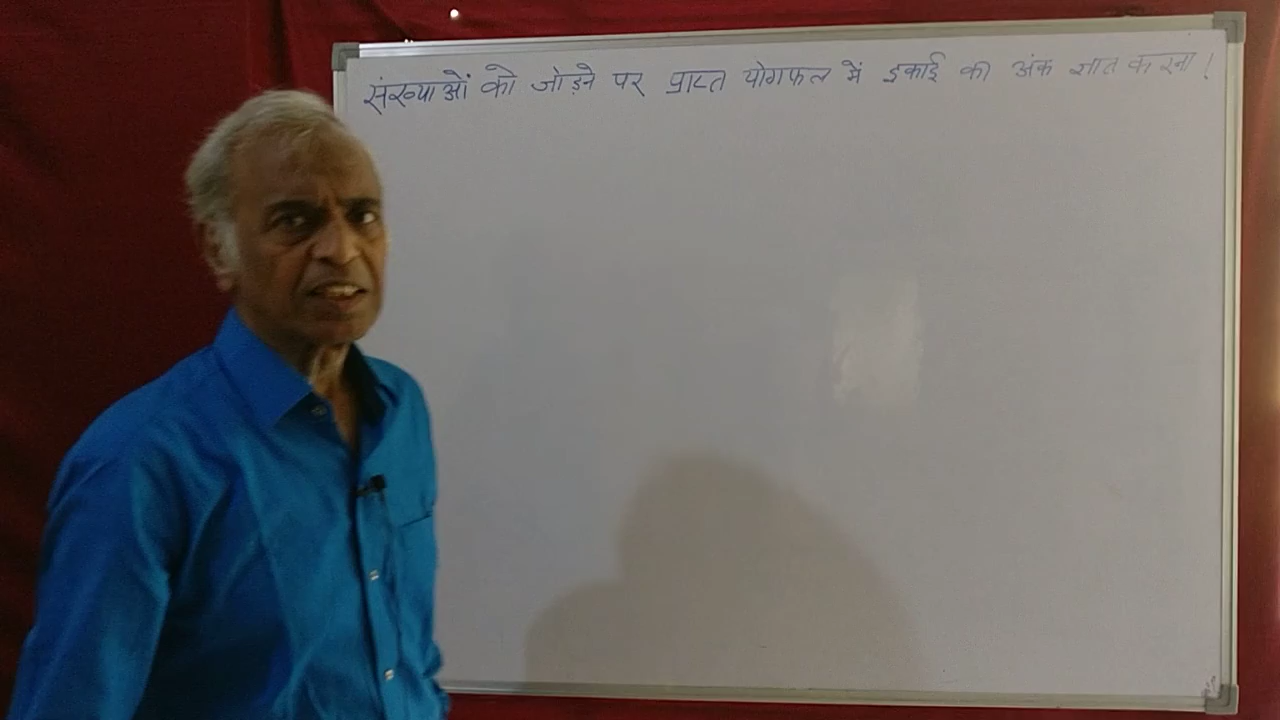 संख्याओं को जोड़ने पर प्राप्त योगफल में इकाई की अंक ज्ञात करना।